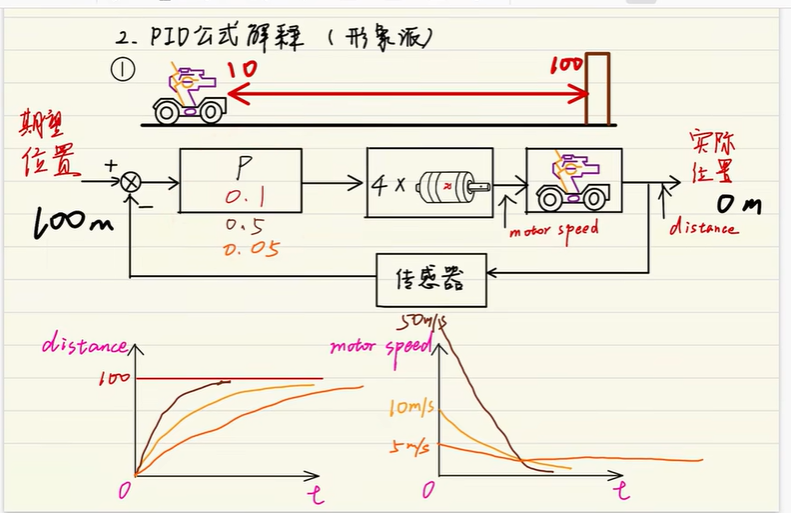 2. PID公式解释（形象派）
①
10
100
期望
位置
+
−
100m
P
0.1
0.5
0.05
4 ×
≈
motor speed
实际
位置
0m
distance
传感器
distance
100
0
t
motor speed
50m/s
10m/s
5m/s
0
t